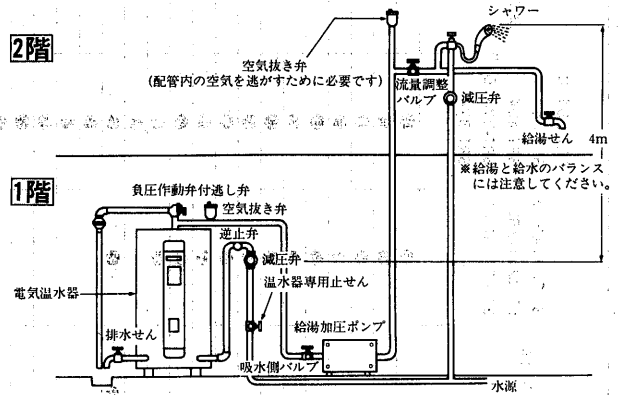 シャワー
2階
空気抜き弁
(配管内の空気を逃がすために必要です)
流量調整
バルブ
減圧弁
給湯せん
4m
※給湯と給水のバランス
には注意してください。
1階
負圧作動弁付逃し弁
空気抜き弁
逆止弁
減圧弁
電気温水器
温水器専用止せん
排水せん
給湯加圧ポンプ
吸水側バルブ
水源